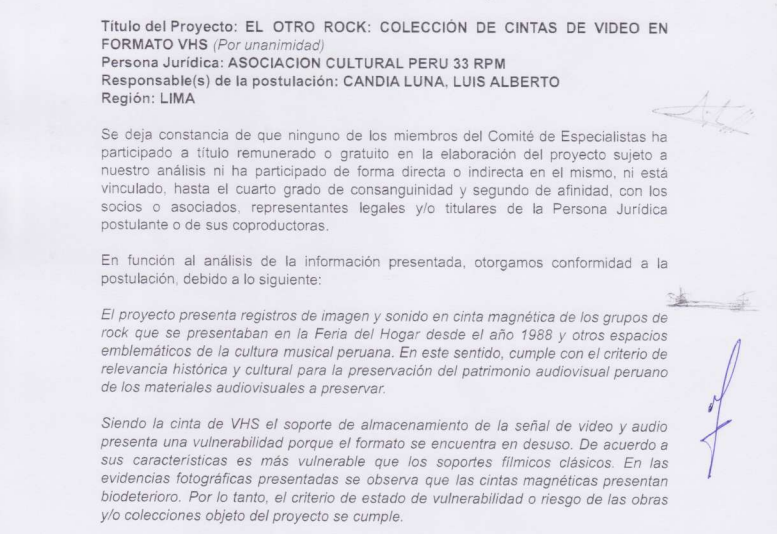 Título del Proyecto: EL OTRO ROCK: COLECCIÓN DE CINTAS DE VIDEO EN
FORMATO VHS (Por unanimidad)
Persona Jurídica: ASOCIACION CULTURAL PERU 33 RPM
Responsable(s) de la postulación: CANDIA LUNA, LUIS ALBERTO
Región: LIMA
Se deja constancia de que ninguno de los miembros del Comité de Especialistas ha
participado a título remunerado o gratuito en la elaboración del proyecto sujeto a
nuestro análisis ni ha participado de forma directa o indirecta en el mismo, ni está
vinculado, hasta el cuarto grado de consanguinidad y segundo de afinidad, con los
socios o asociados, representantes legales y/o titulares de la Persona Jurídica
postulante o de sus coproductoras.
En función al análisis de la información presentada, otorgamos conformidad a la
postulación, debido a lo siguiente:
El proyecto presenta registros de imagen y sonido en cinta magnética de los grupos de
rock que se presentaban en la Feria del Hogar desde el año 1988 y otros espacios
emblemáticos de la cultura musical peruana. En este sentido, cumple con el criterio de
relevancia histórica y cultural para la preservación del patrimonio audiovisual peruano
de los materiales audiovisuales a preservar.
Siendo la cinta de VHS el soporte de almacenamiento de la señal de video y audio
presenta una vulnerabilidad porque el formato se encuentra en desuso. De acuerdo a
sus características es más vulnerable que los soportes fílmicos clásicos. En las
evidencias fotográficas presentadas se observa que las cintas magnéticas presentan
biodeterioro. Por lo tanto, el criterio de estado de vulnerabilidad o riesgo de las obras
y/o colecciones objeto del proyecto se cumple.